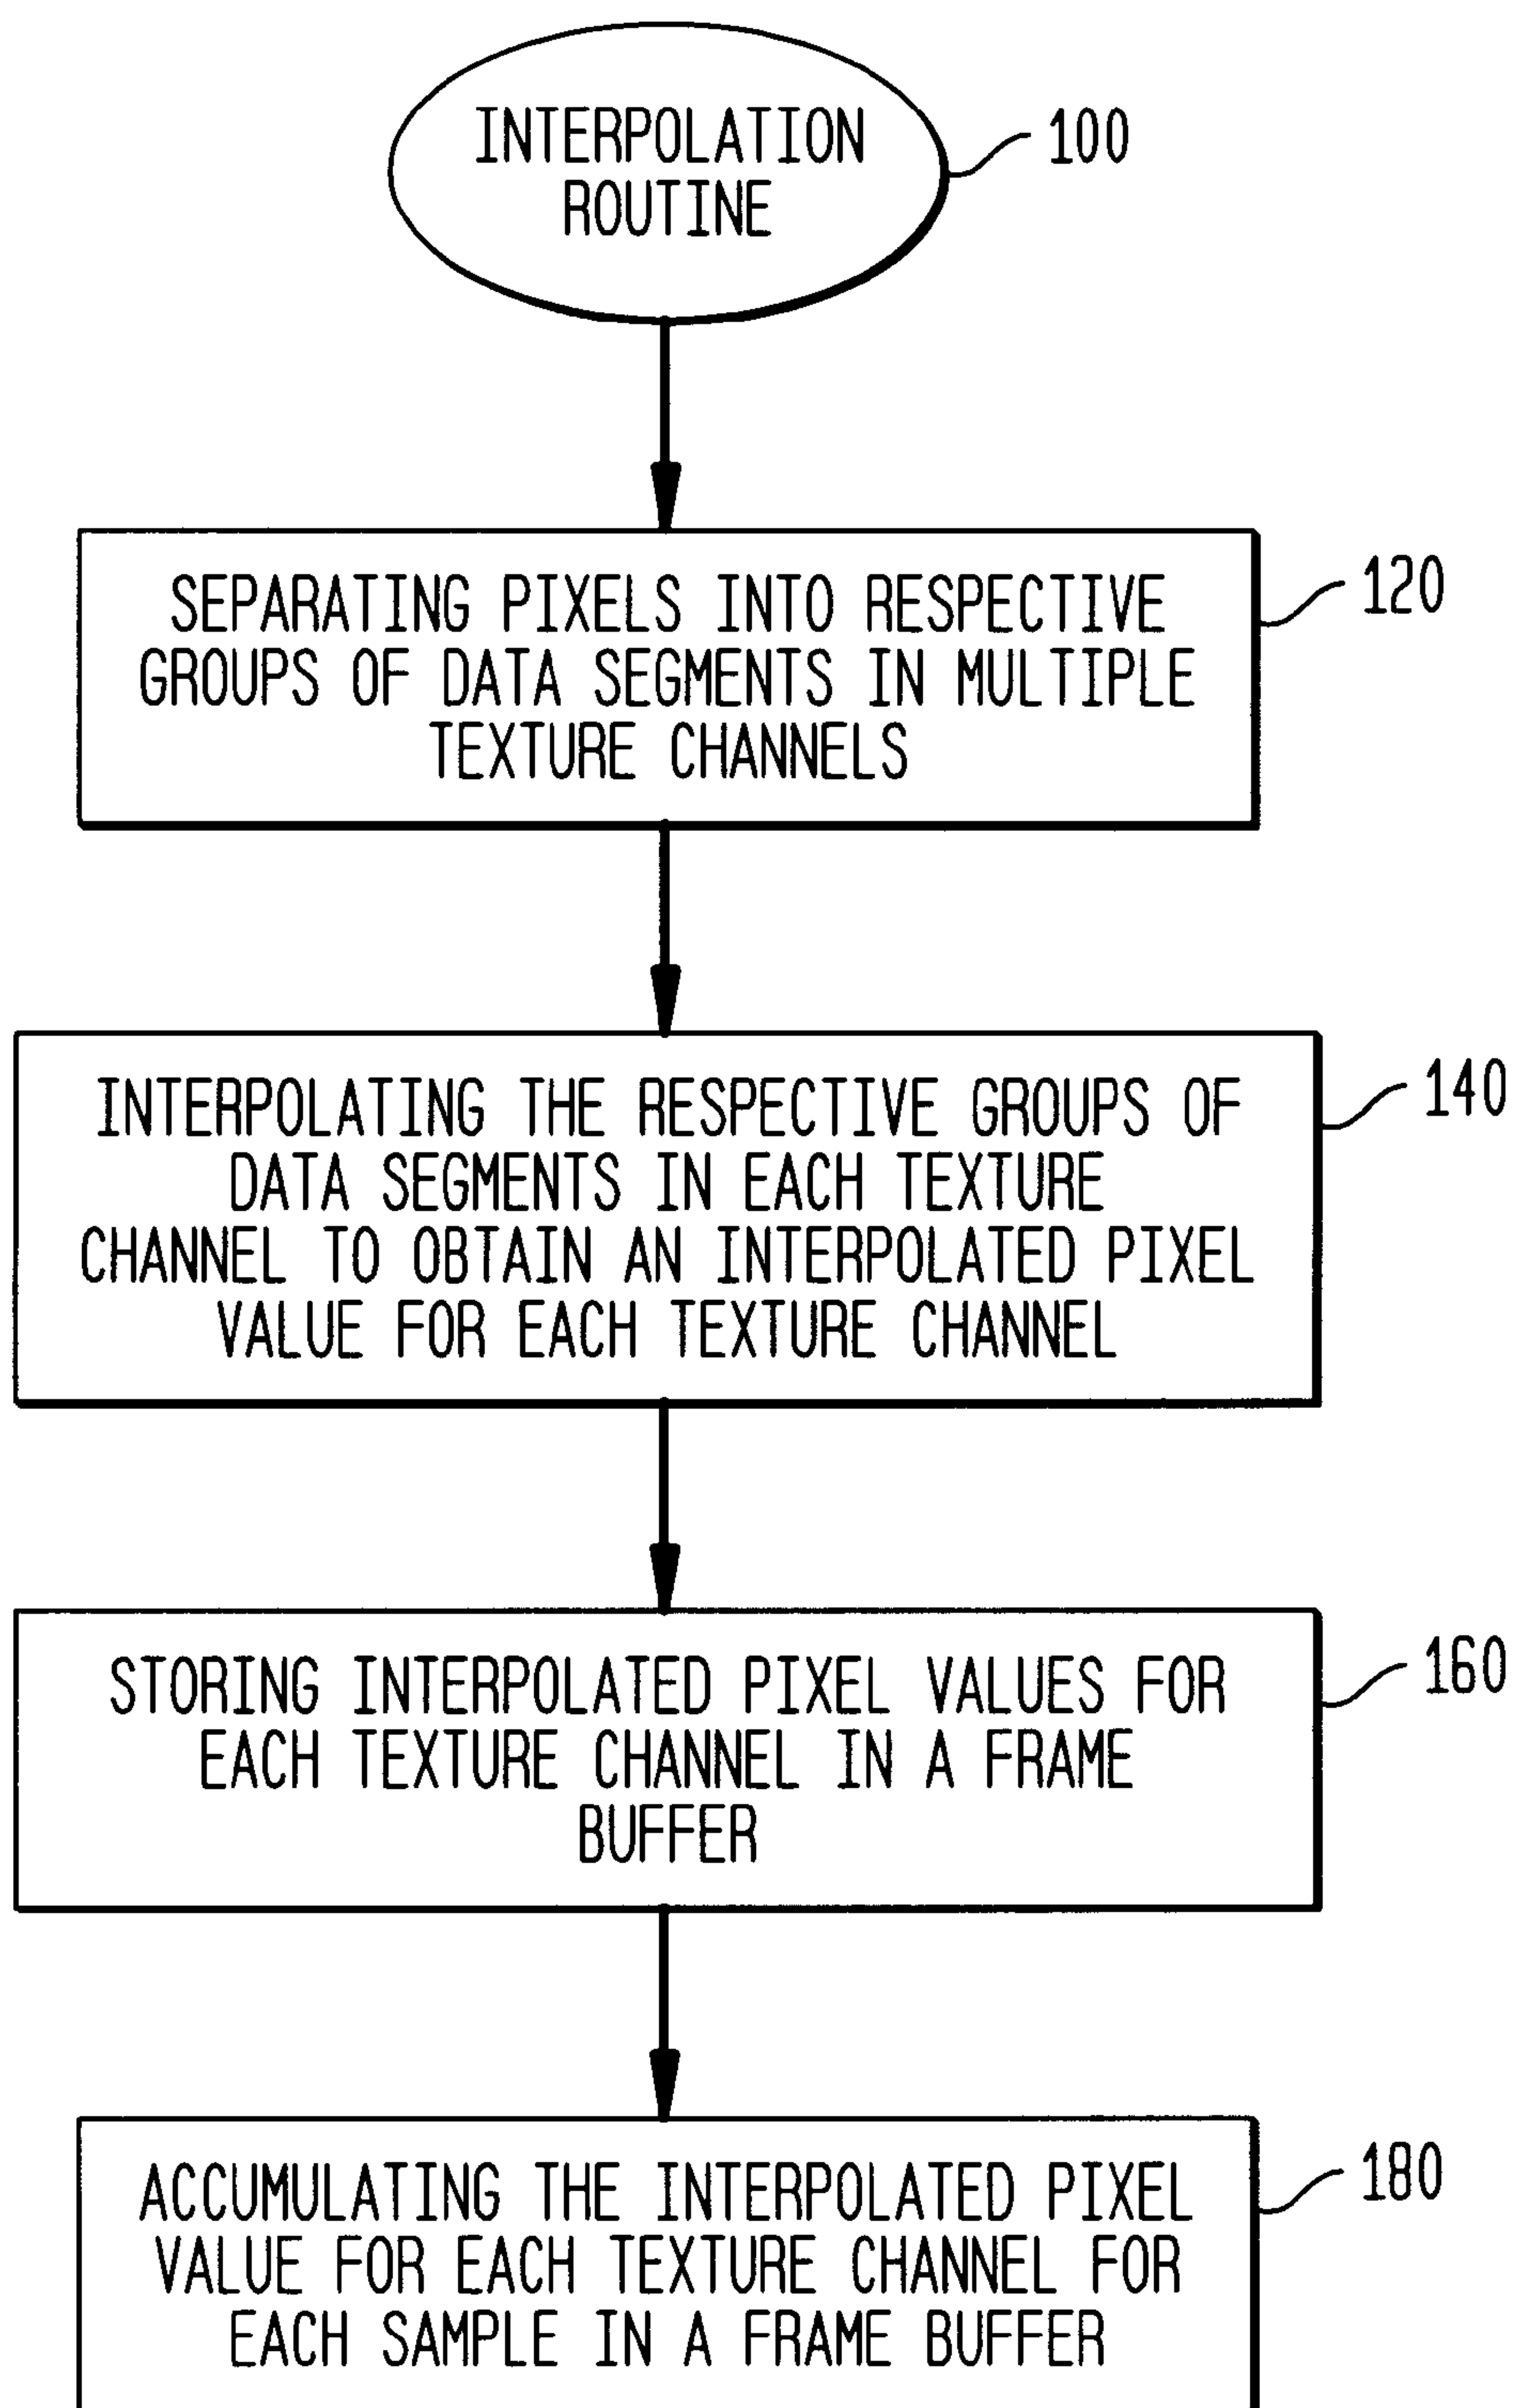 INTERPOLATION
ROUTINE
100
SEPARATING PIXELS INTO RESPECTIVE
GROUPS OF DATA SEGMENTS IN MULTIPLE
TEXTURE CHANNELS
120
INTERPOLATING THE RESPECTIVE GROUPS OF
DATA SEGMENTS IN EACH TEXTURE
CHANNEL TO OBTAIN AN INTERPOLATED PIXEL
VALUE FOR EACH TEXTURE CHANNEL
140
STORING INTERPOLATED PIXEL VALUES FOR
EACH TEXTURE CHANNEL IN A FRAME
BUFFER
160
ACCUMULATING THE INTERPOLATED PIXEL
VALUE FOR EACH TEXTURE CHANNEL FOR
EACH SAMPLE IN A FRAME BUFFER
180